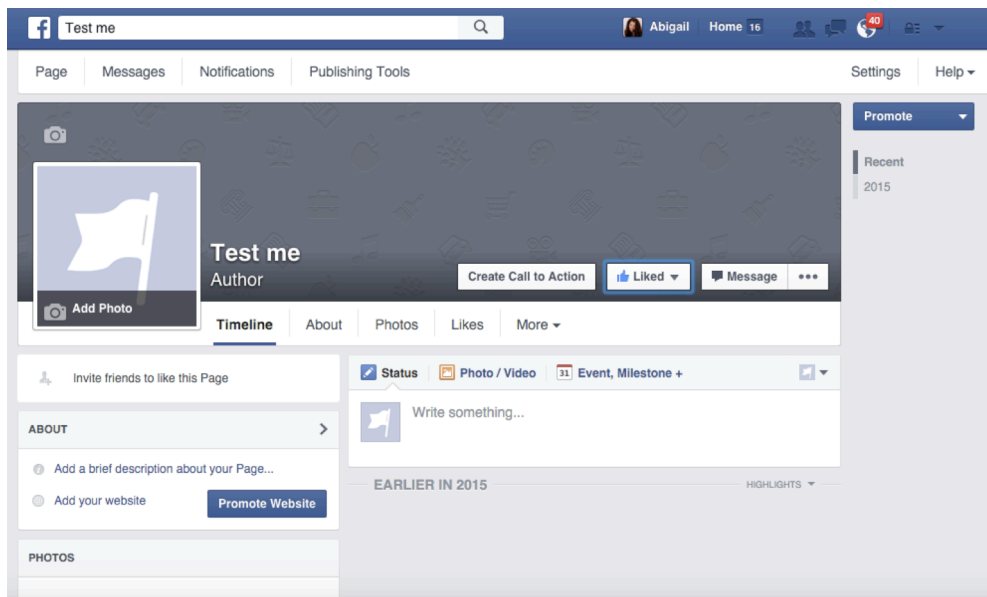 f Test me
Abigail Home 16 40
Page Messages Notifications Publishing Tools Settings Help
Promote
Recent
2015
Test me
Author
Create Call to Action Liked Message •••
Add Photo
Timeline About Photos Likes More
Invite friends to like this Page
Status Photo / Video 31 Event, Milestone +
Write something...
ABOUT
Add a brief description about your Page...
Add your website Promote Website
EARLIER IN 2015 HIGHLIGHTS
PHOTOS